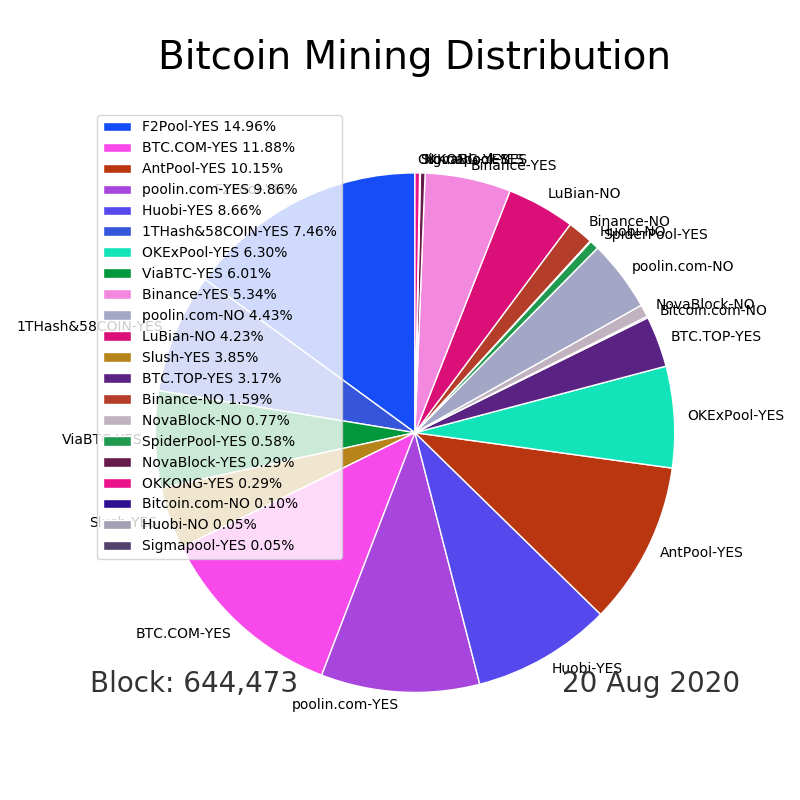 Bitcoin Mining Distribution
F2Pool-YES 14.96%
BTC.COM-YES 11.88%
AntPool-YES 10.15%
poolin.com-YES 9.86%
Huobi-YES 8.66%
1THash&58COIN-YES 7.46%
OKExPool-YES 6.30%
ViaBTC-YES 6.01%
Binance-YES 5.34%
poolin.com-NO 4.43%
LuBian-NO 4.23%
Slush-YES 3.85%
BTC.TOP-YES 3.17%
Binance-NO 1.59%
NovaBlock-NO 0.77%
SpiderPool-YES 0.58%
NovaBlock-YES 0.29%
OKKONG-YES 0.29%
Bitcoin.com-NO 0.10%
Huobi-NO 0.05%
Sigmapool-YES 0.05%
Binance-YES
LuBian-NO
Binance-NO
Huobi-NO
SpiderPool-YES
poolin.com-NO
NovaBlock-NO
Bitcoin.com-NO
BTC.TOP-YES
OKExPool-YES
AntPool-YES
Huobi-YES
poolin.com-YES
BTC.COM-YES
Slush-YES
ViaBTC-YES
1THash&58COIN-YES
Block: 644,473
20 Aug 2020